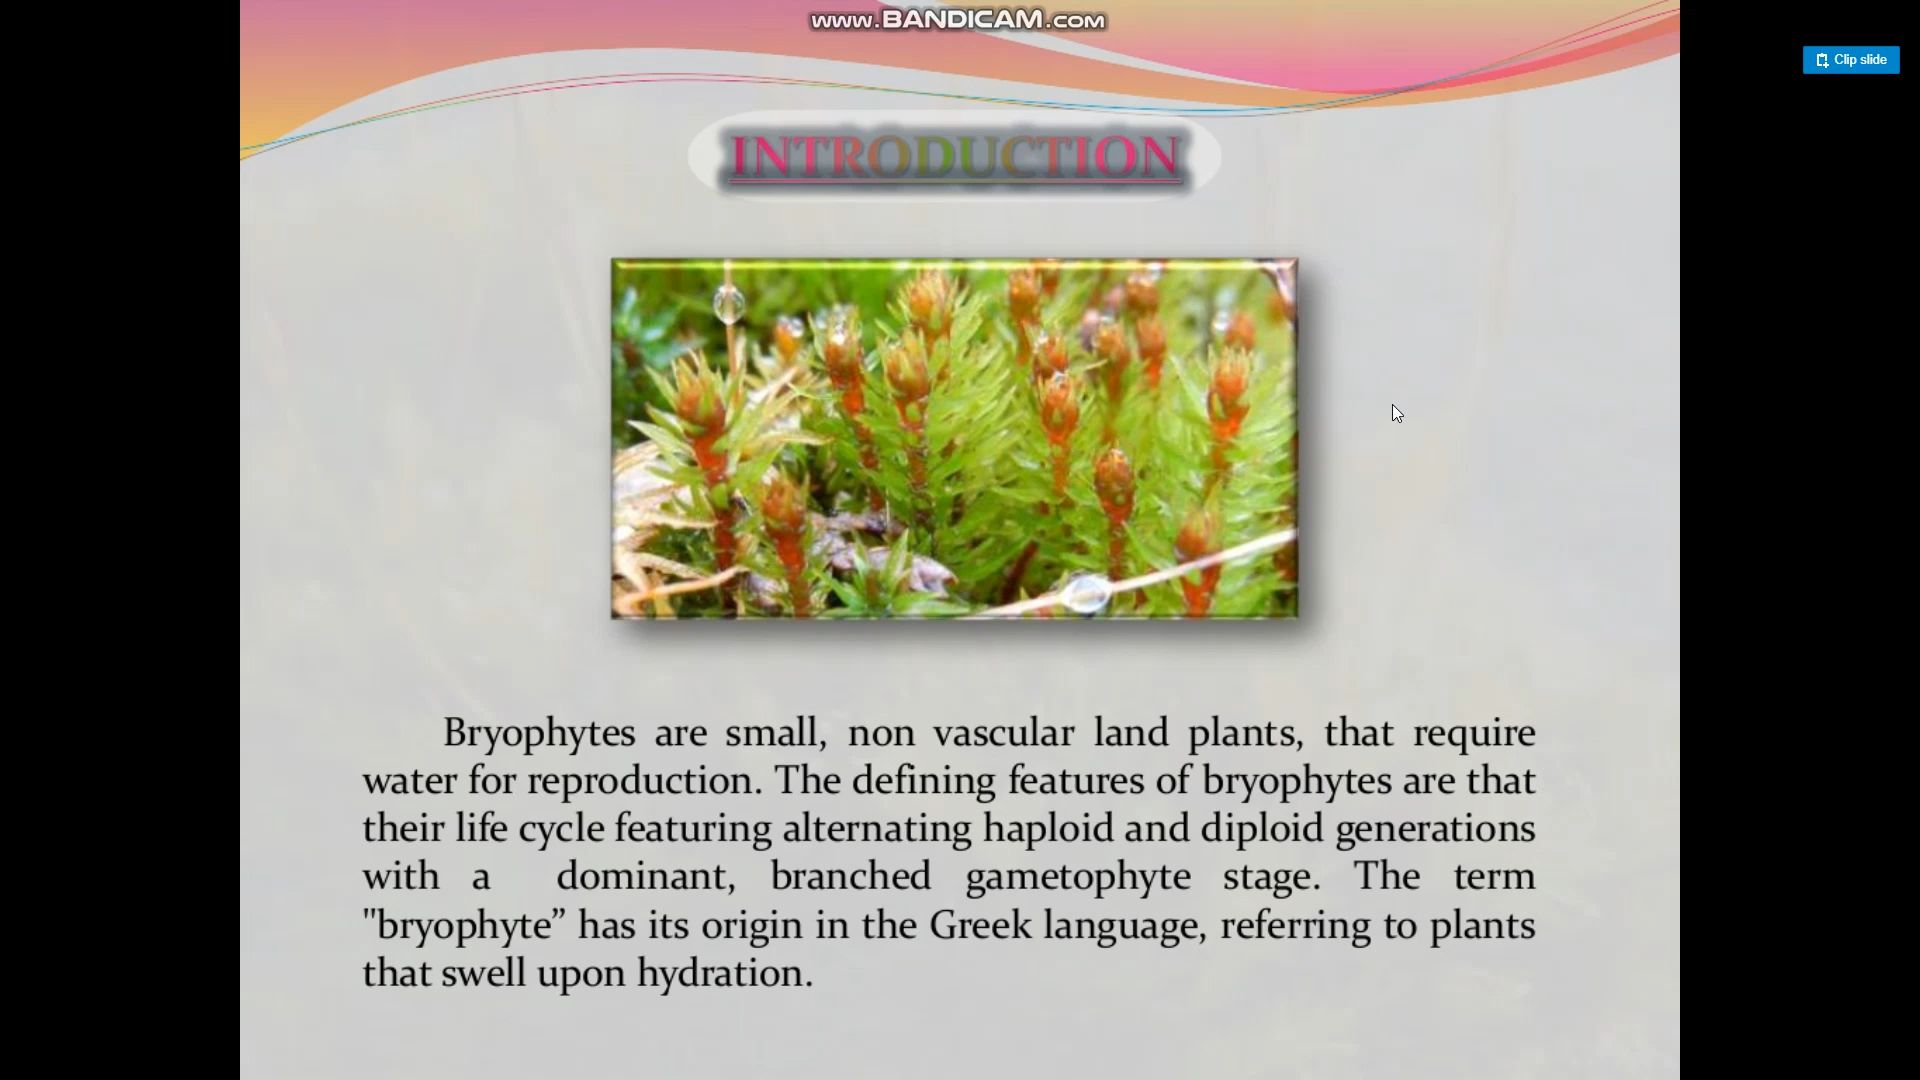 www.BANDICAM.com
Clip slide
INTRODUCTION
Bryophytes are small, non vascular land plants, that require
water for reproduction. The defining features of bryophytes are that
their life cycle featuring alternating haploid and diploid generations
with a dominant, branched gametophyte stage. The term
"bryophyte” has its origin in the Greek language, referring to plants
that swell upon hydration.